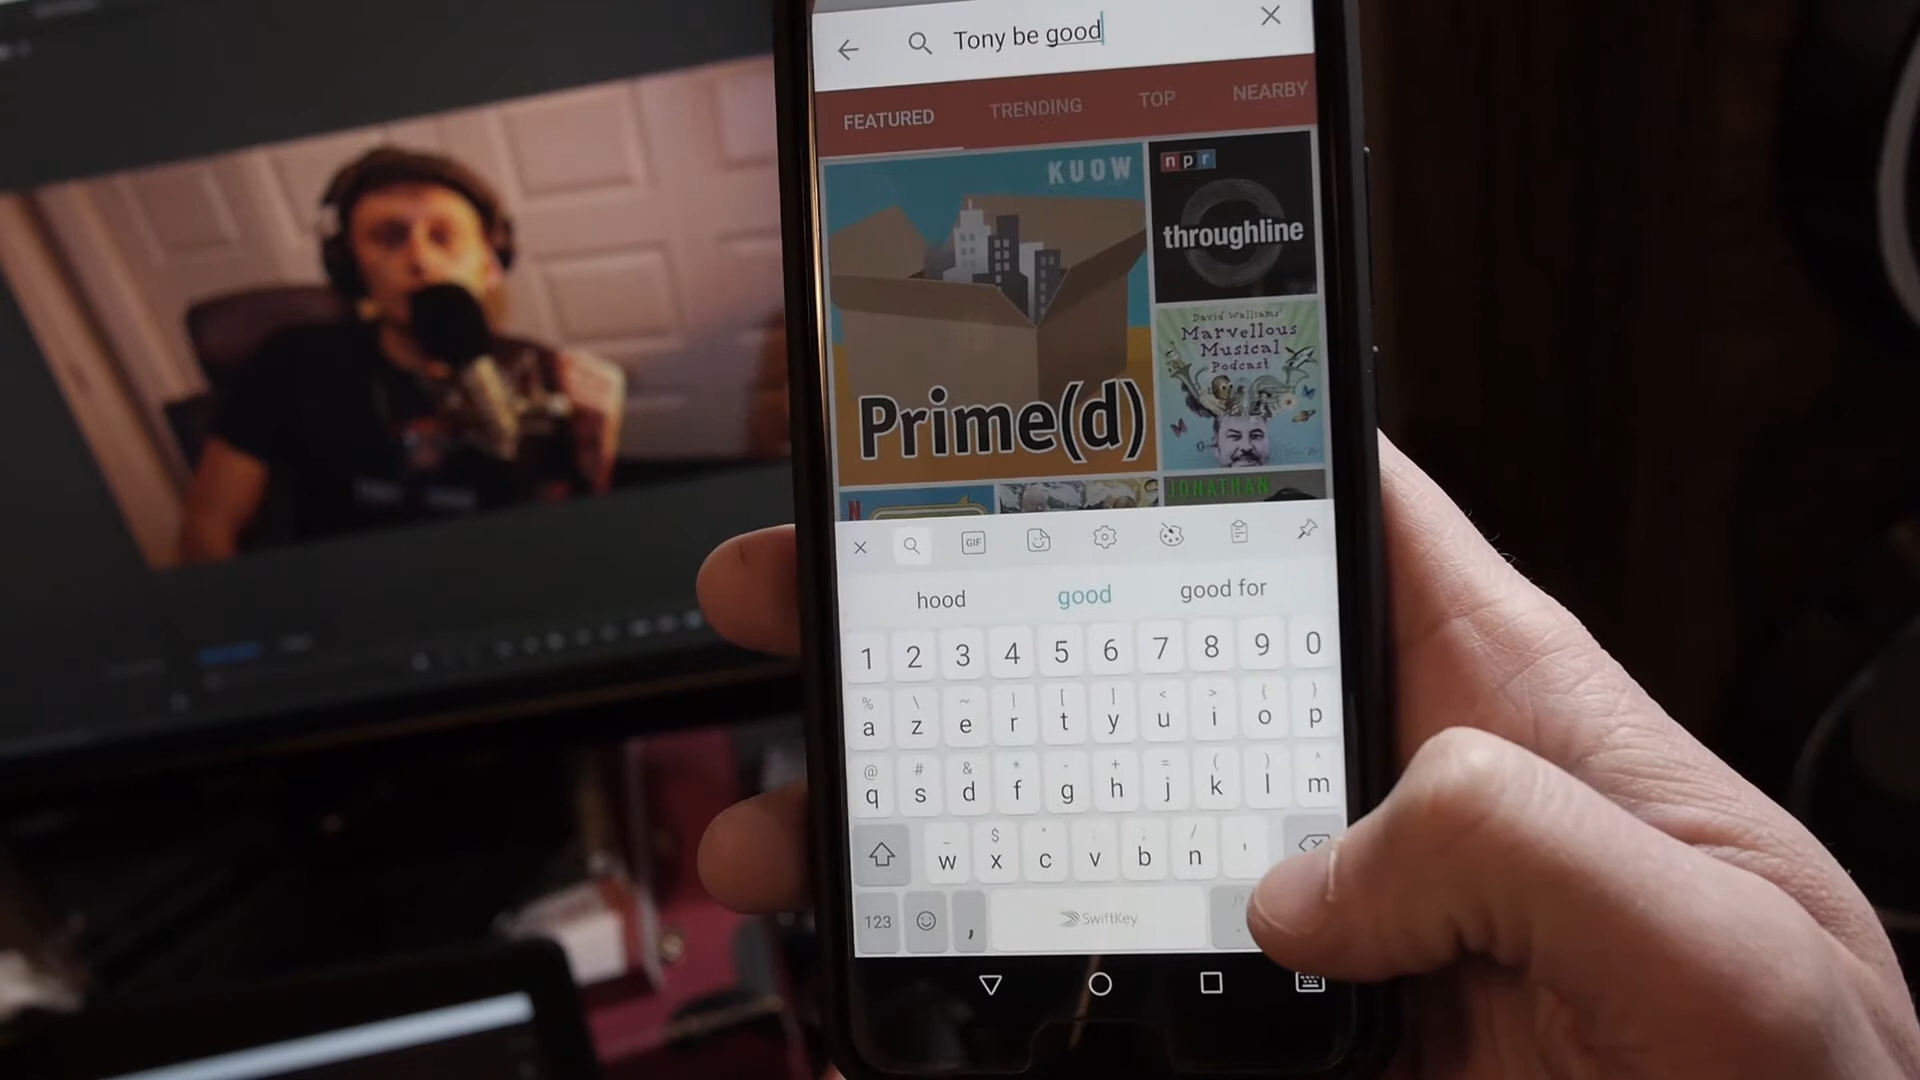 Tony be good
FEATURED TRENDING TOP NEARBY
KUOW
Prime(d)
npr
throughline
David Walliams'
Marvellous
Musical
Podcast
N
JONATHAN
GIF
hood good good for
1 2 3 4 5 6 7 8 9 0
% \ ~ | [ ] < > { }
a z e r t y u i o p
@ # & * - + = ( ) ^
q s d f g h j k l m
_ $ " : ; /
w x c v b n '
123 , SwiftKey